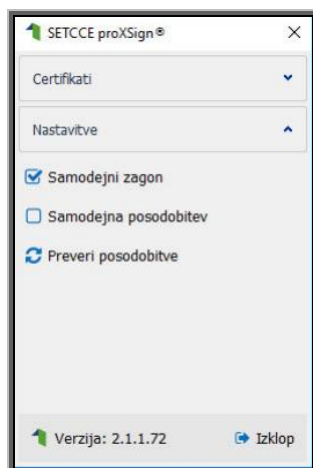 SETCCE proXSign®
Certifikati
Nastavitve
Samodejni zagon
Samodejna posodobitev
Preveri posodobitve
Verzija: 2.1.1.72 Izklop